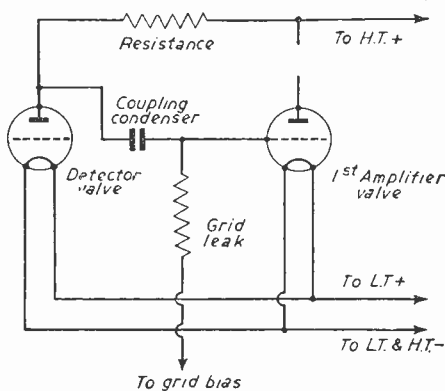 Resistance
To H.T.+
Coupling
condenser
Detector
valve
1st Amplifier
valve
Grid
leak
To L.T+
To L.T. & H.T.-
To grid bias